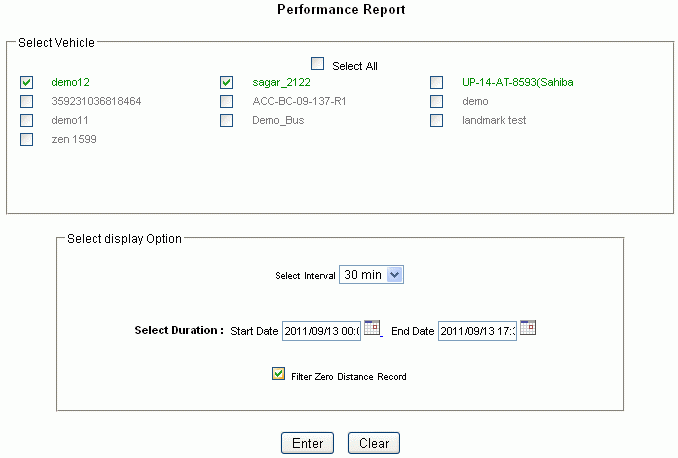 Performance Report
Select Vehicle
Select All
demo12 sagar_2122 UP-14-AT-8593(Sahiba
359231036818464 ACC-BC-09-137-R1 demo
demo11 Demo_Bus landmark test
zen 1599
Select display Option
Select Interval 30 min
Select Duration : Start Date 2011/09/13 00:0 End Date 2011/09/13 17:3
Filter Zero Distance Record
Enter Clear